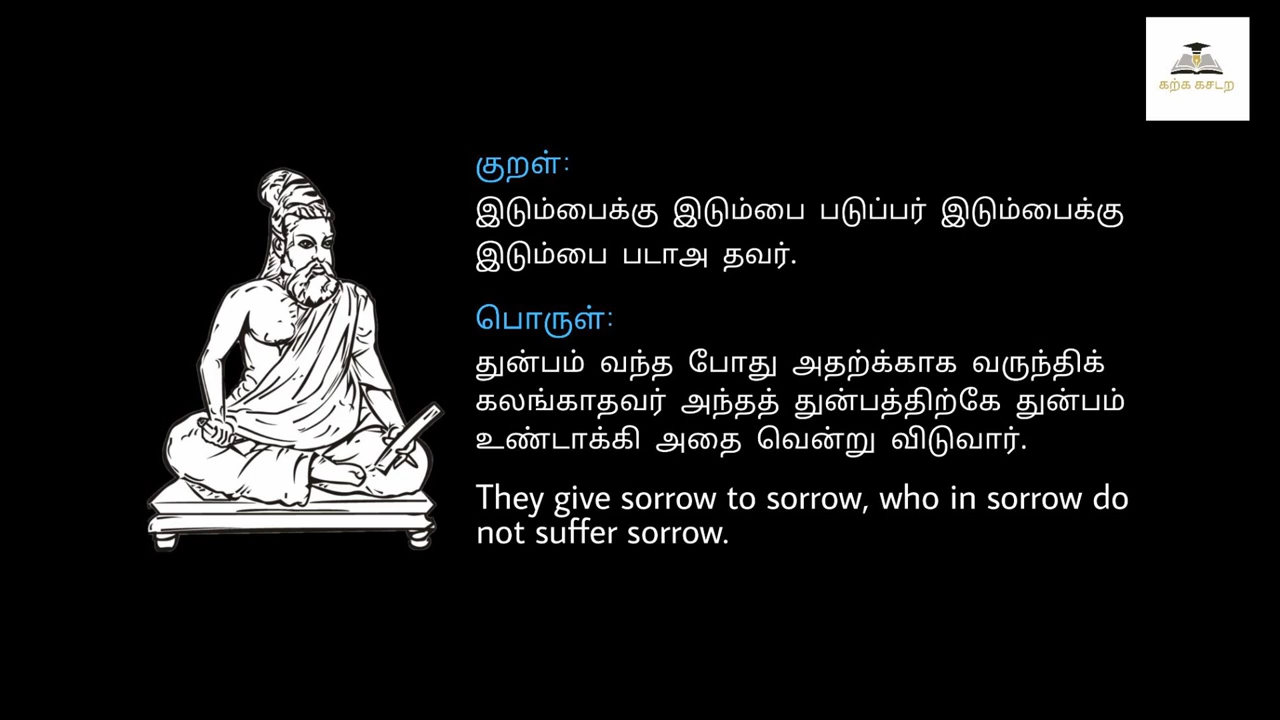 கற்க கசடற
குறள்:
இடும்பைக்கு இடும்பை படுப்பர் இடும்பைக்கு
இடும்பை படாஅ தவர்.
பொருள்:
துன்பம் வந்த போது அதற்க்காக வருந்திக்
கலங்காதவர் அந்தத் துன்பத்திற்கே துன்பம்
உண்டாக்கி அதை வென்று விடுவார்.
They give sorrow to sorrow, who in sorrow do
not suffer sorrow.